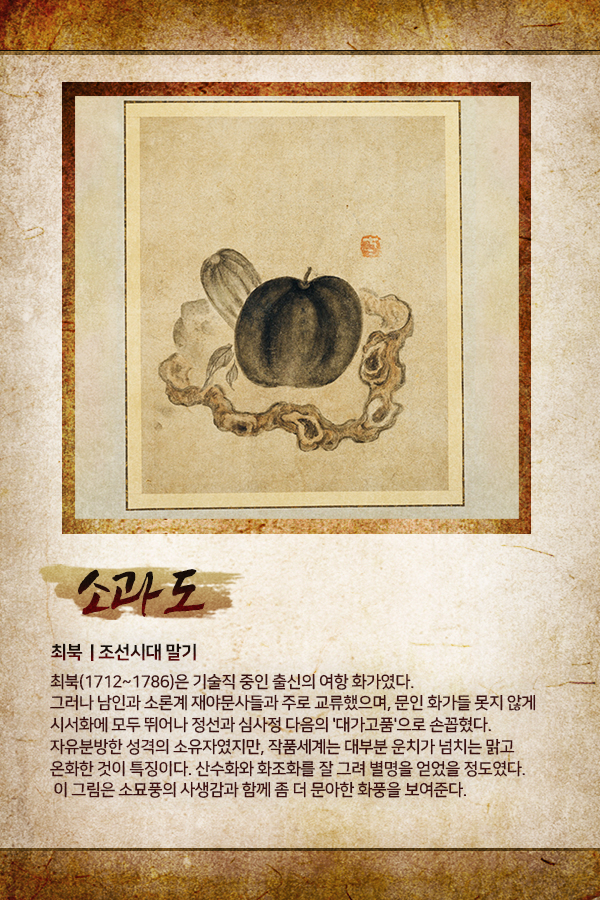 소과도
최북 | 조선시대 말기
최북(1712~1786)은 기술직 중인 출신의 여항 화가였다.
그러나 남인과 소론계 재야문사들과 주로 교류했으며, 문인 화가들 못지 않게
시서화에 모두 뛰어나 정선과 심사정 다음의 '대가고품'으로 손꼽혔다.
자유분방한 성격의 소유자였지만, 작품세계는 대부분 운치가 넘치는 맑고
온화한 것이 특징이다. 산수화와 화조화를 잘 그려 별명을 얻었을 정도였다.
이 그림은 소묘풍의 사생감과 함께 좀 더 문아한 화풍을 보여준다.